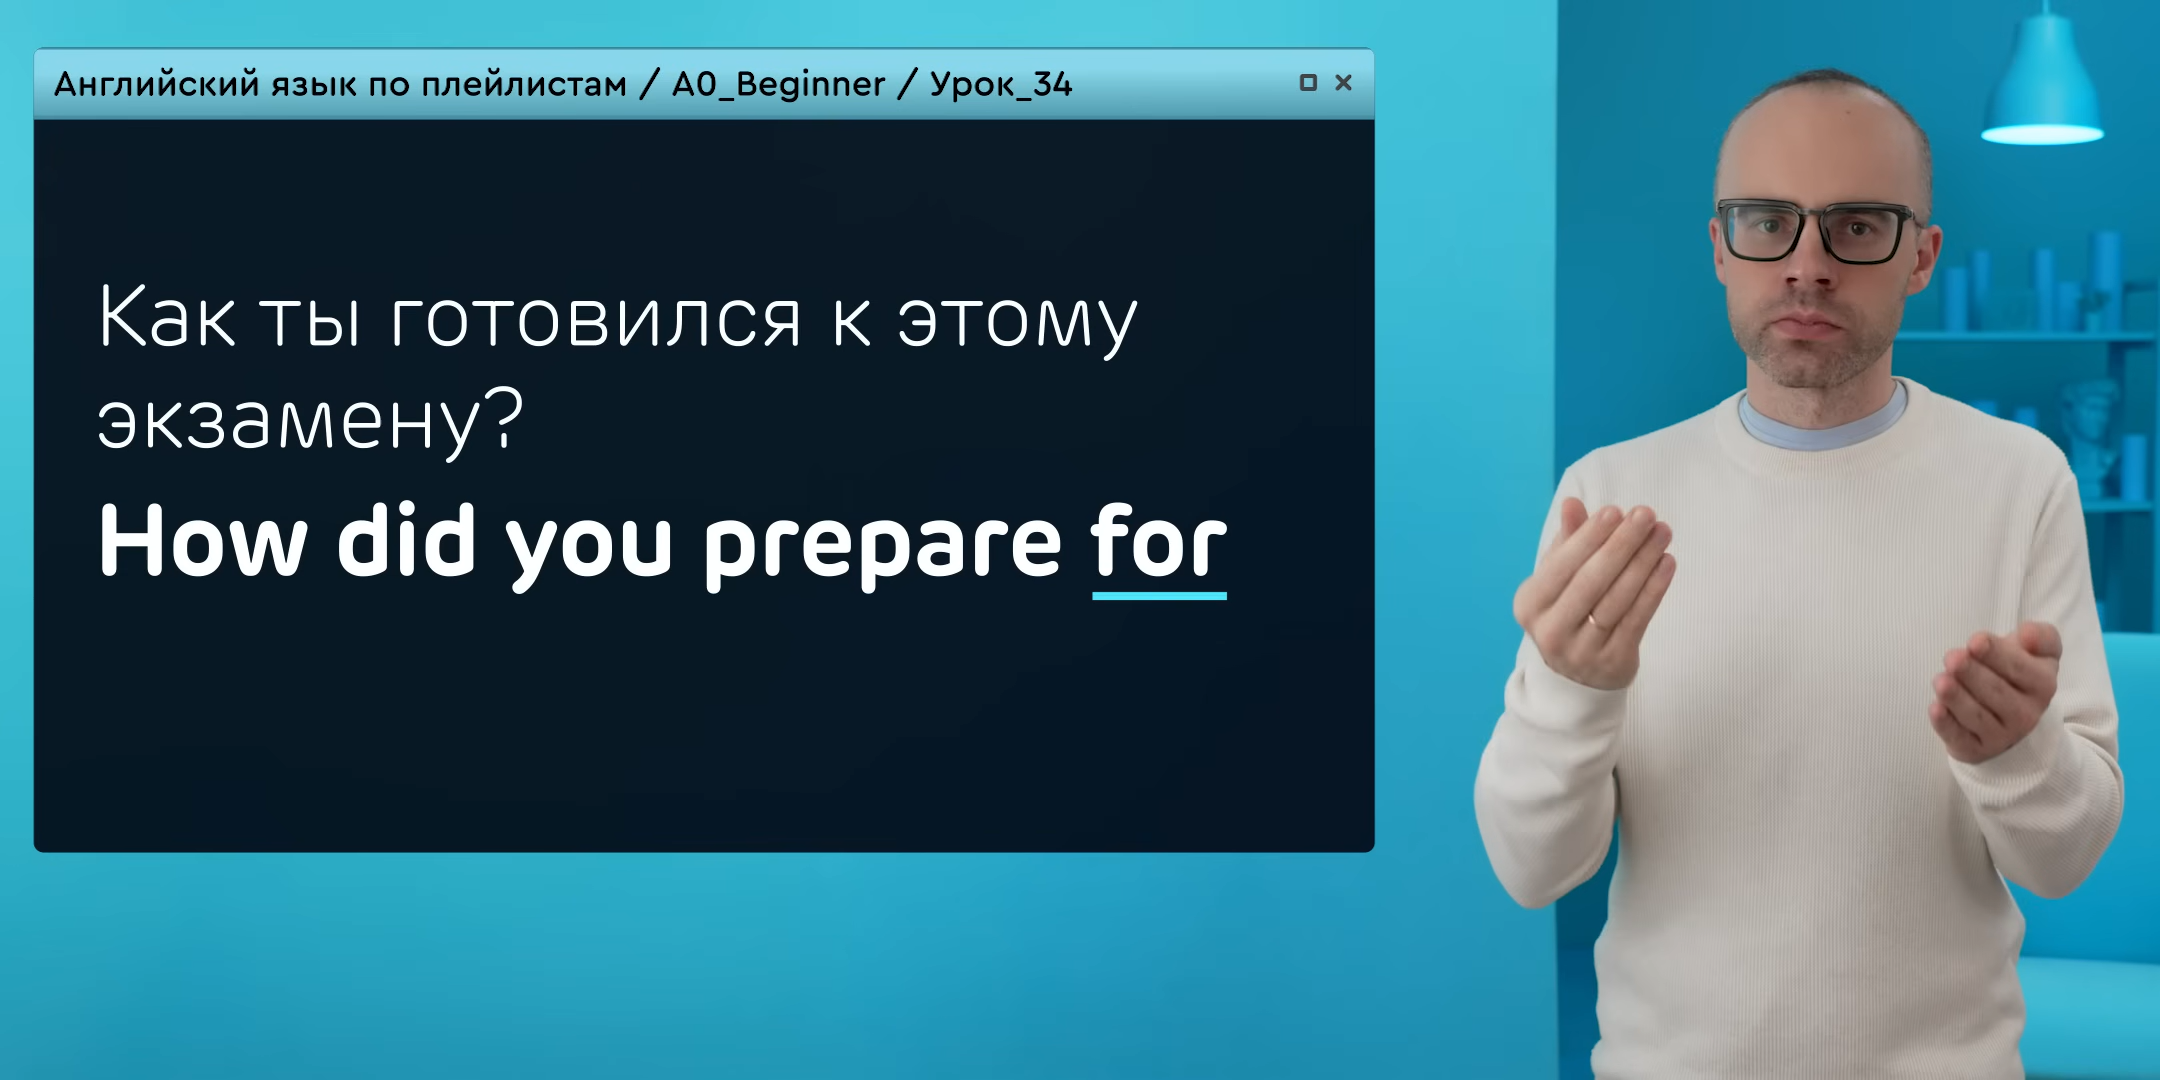 Английский язык по плейлистам / A0_Beginner / Урок_34
Как ты готовился к этому
экзамену?
How did you prepare for